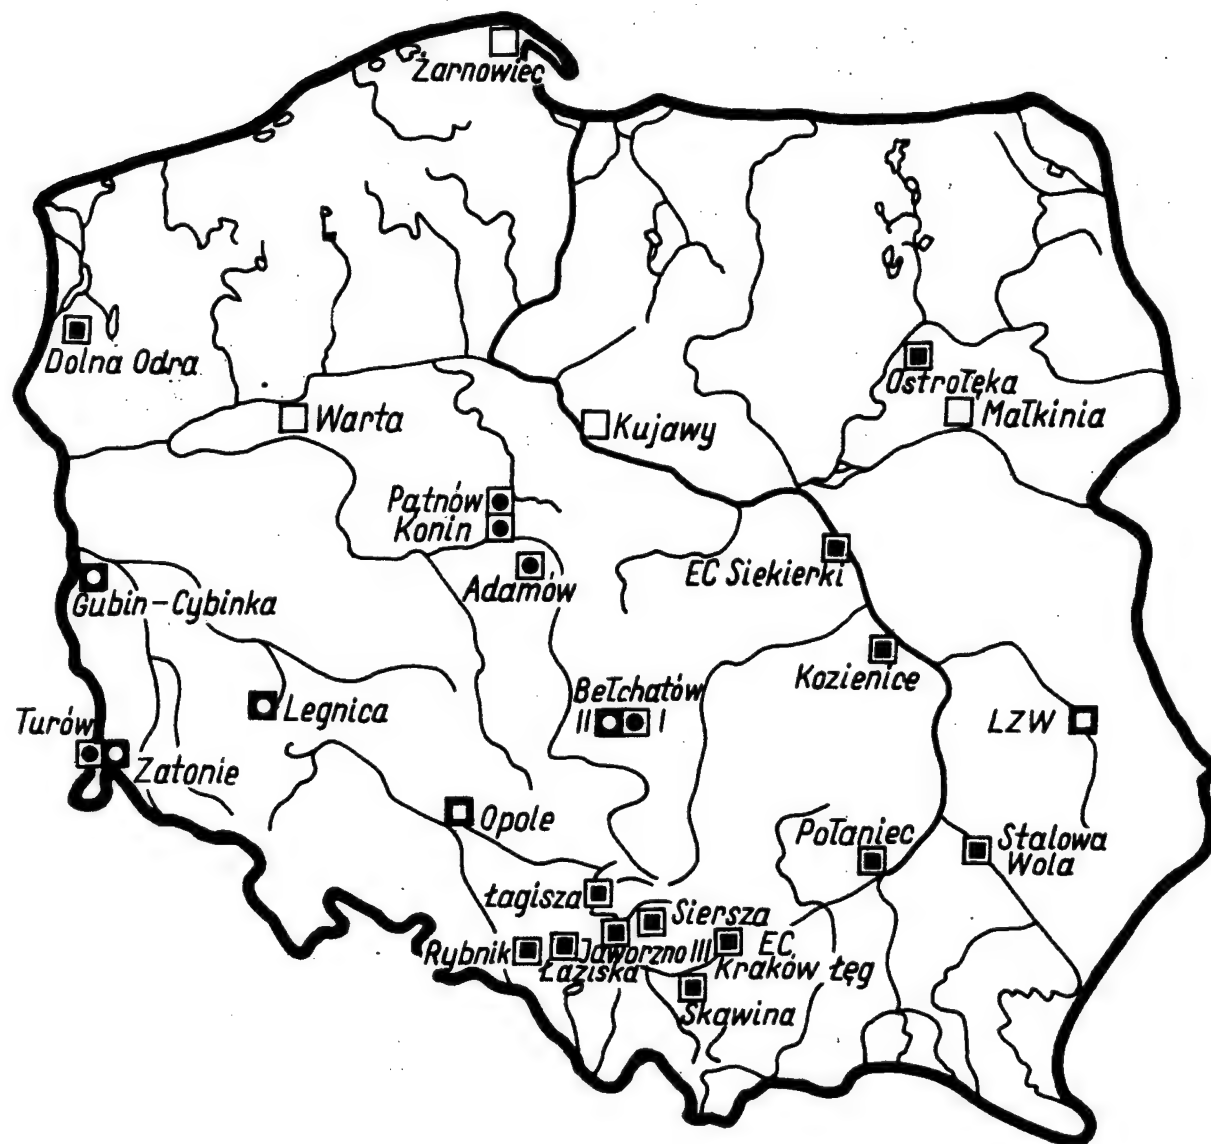 Żarnowiec
Dolna Odra
Ostrołęka
Warta
Kujawy
Małkinia
Pątnów
Konin
EC Siekierki
Adamów
Gubin-Cybinka
Kozienice
Bełchatów
II I
Legnica
LZW
Turów
Zatonie
Opole
Połaniec
Stalowa
Wola
Łagisza
Siersza
Rybnik
Jaworzno III
EC
Kraków Łęg
Łaziska
Skawina